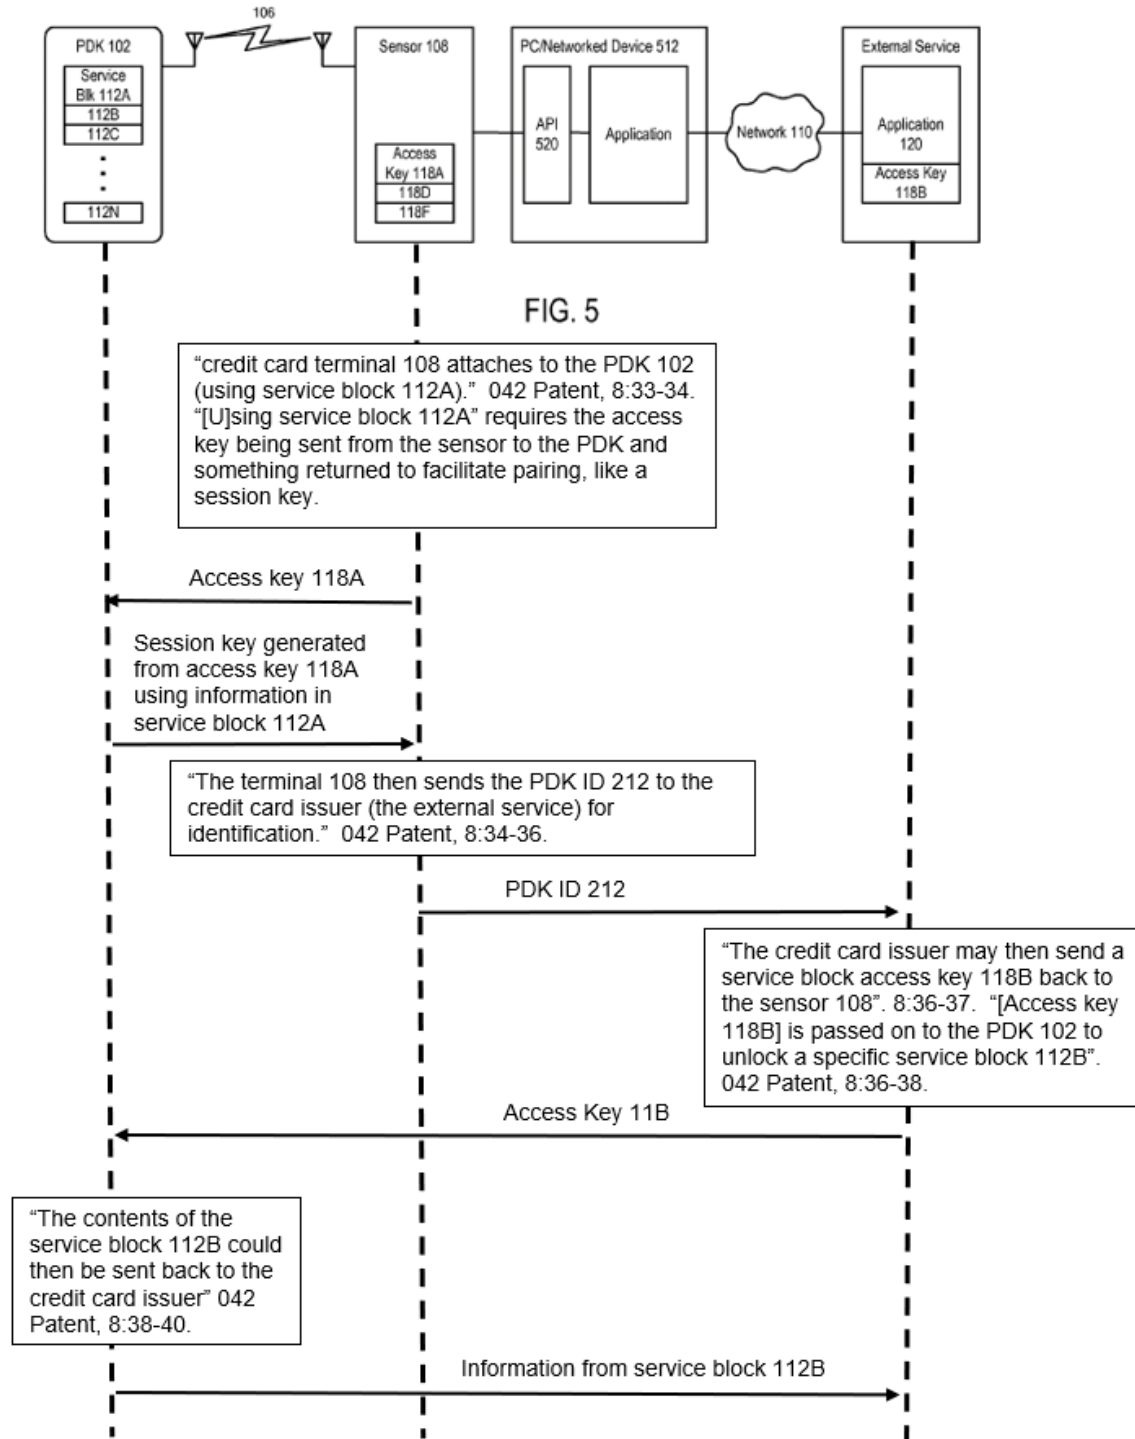 106
PDK 102
Service
Blk 112A
112B
112C
112N
Sensor 108
Access
Key 118A
118D
118F
PC/Networked Device 512
API
520
Application
Network 110
External Service
Application
120
Access Key
118B
FIG. 5
“credit card terminal 108 attaches to the PDK 102
(using service block 112A).” 042 Patent, 8:33-34.
“[U]sing service block 112A” requires the access
key being sent from the sensor to the PDK and
something returned to facilitate pairing, like a
session key.
Access key 118A
Session key generated
from access key 118A
using information in
service block 112A
“The terminal 108 then sends the PDK ID 212 to the
credit card issuer (the external service) for
identification.” 042 Patent, 8:34-36.
PDK ID 212
“The credit card issuer may then send a
service block access key 118B back to
the sensor 108”. 8:36-37. “[Access key
118B] is passed on to the PDK 102 to
unlock a specific service block 112B”.
042 Patent, 8:36-38.
Access Key 11B
“The contents of the
service block 112B could
then be sent back to the
credit card issuer” 042
Patent, 8:38-40.
Information from service block 112B